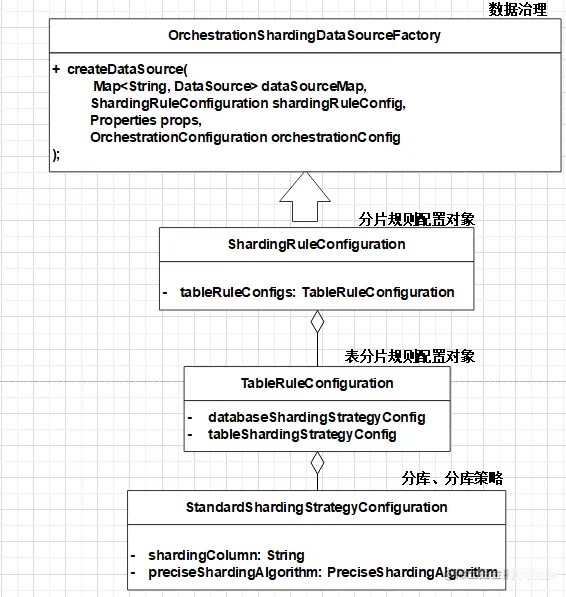 数据治理
OrchestrationShardingDataSourceFactory
+ createDataSource(
Map<String, DataSource> dataSourceMap,
ShardingRuleConfiguration shardingRuleConfig,
Properties props,
OrchestrationConfiguration orchestrationConfig
);
分片规则配置对象
ShardingRuleConfiguration
- tableRuleConfigs: TableRuleConfiguration
表分片规则配置对象
TableRuleConfiguration
- databaseShardingStrategyConfig
- tableShardingStrategyConfig
分库、分库策略
StandardShardingStrategyConfiguration
- shardingColumn: String
- preciseShardingAlgorithm: PreciseShardingAlgorithm